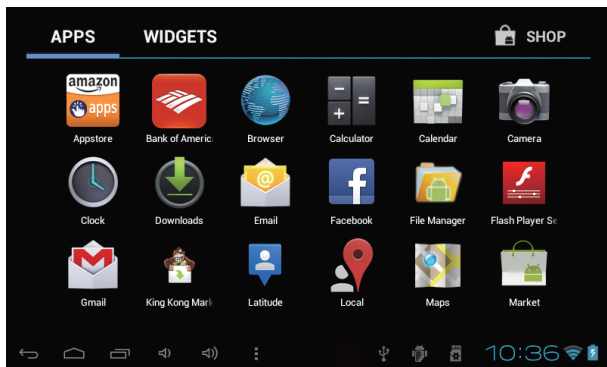 APPS WIDGETS SHOP
amazon
apps
Appstore Bank of Americ Browser Calculator Calendar Camera
Clock Downloads Email Facebook File Manager Flash Player Se
Gmail King Kong Mark Latitude Local Maps Market
10:36